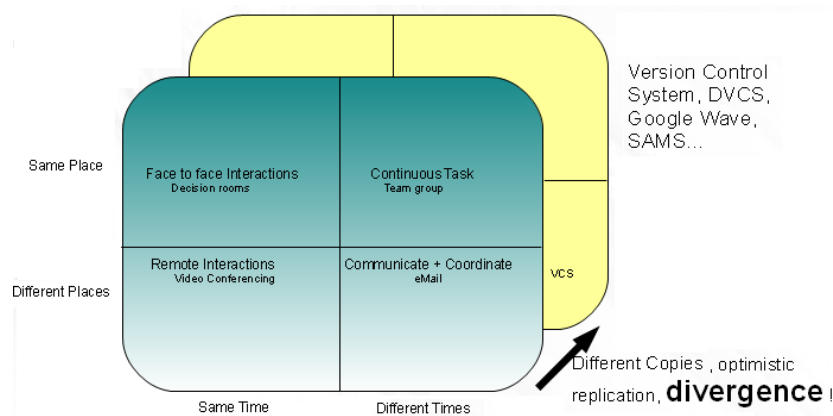 Version Control
System, DVCS,
Google Wave,
SAMS...
Same Place
Face to face Interactions
Decision rooms
Continuous Task
Team group
Different Places
Remote Interactions
Video Conferencing
Communicate + Coordinate
eMail
vcs
Different Copies , optimistic
replication, divergence !
Same Time
Different Times